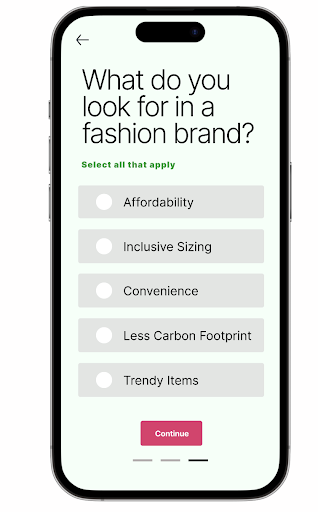 What do you
look for in a
fashion brand?
Select all that apply
Affordability
Inclusive Sizing
Convenience
Less Carbon Footprint
Trendy Items
Continue